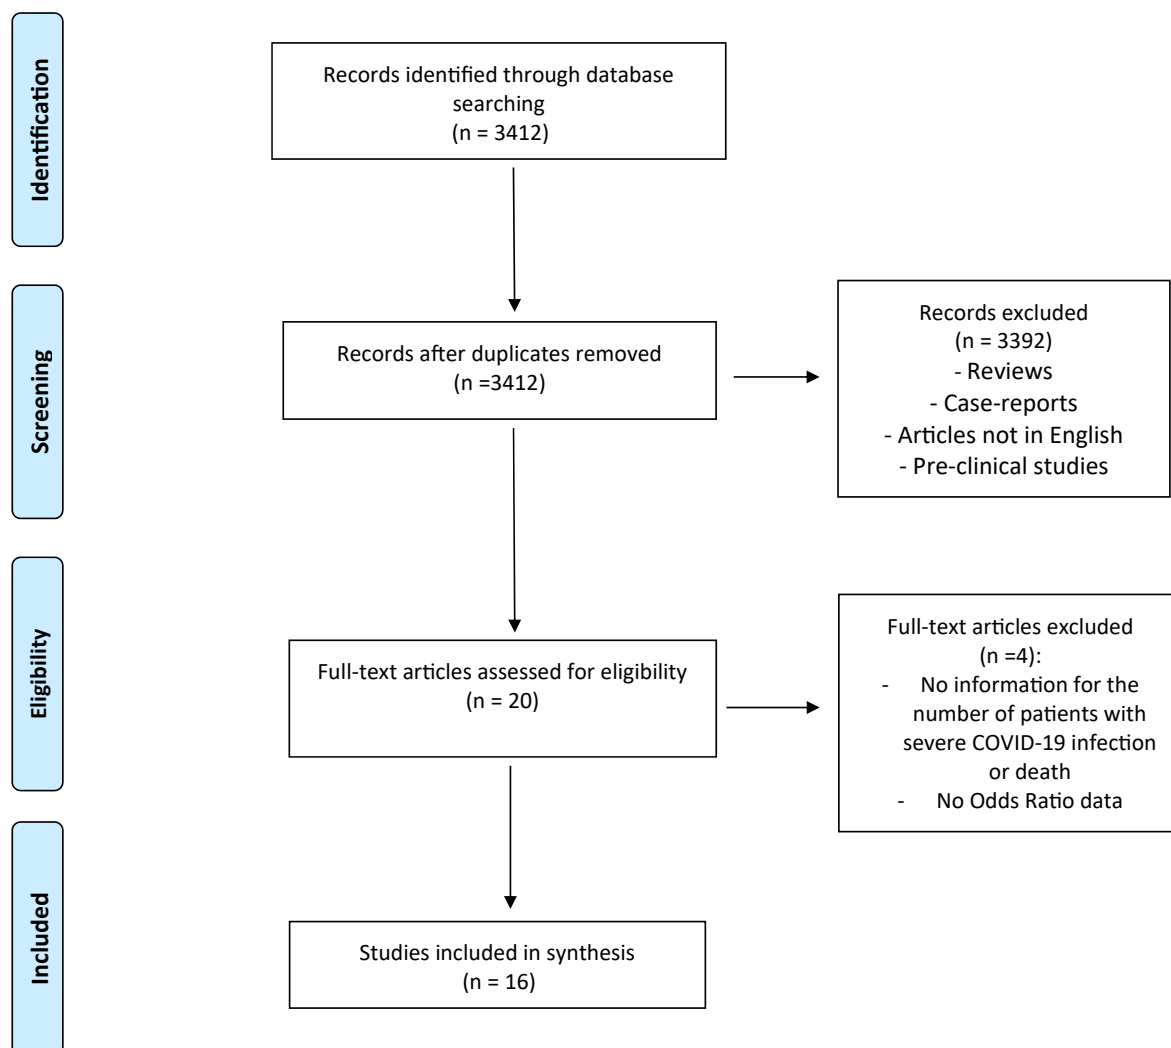 Identification
Records identified through database
searching
(n = 3412)
Screening
Records after duplicates removed
(n =3412)
Records excluded
(n = 3392)
- Reviews
- Case-reports
- Articles not in English
- Pre-clinical studies
Eligibility
Full-text articles assessed for eligibility
(n = 20)
Full-text articles excluded
(n =4):
- No information for the
number of patients with
severe COVID-19 infection
or death
- No Odds Ratio data
Included
Studies included in synthesis
(n = 16)